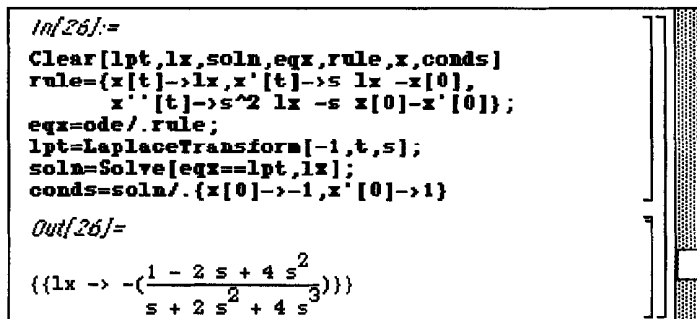 In[26]:=
Clear[lpt,lx,soln,eqx,rule,x,conds]
rule={x[t]->lx,x'[t]->s lx -x[0],
x''[t]->s^2 lx -s x[0]-x'[0]};
eqx=ode/.rule;
lpt=LaplaceTransform[-1,t,s];
soln=Solve[eqx==lpt,lx];
conds=soln/.{x[0]->-1,x'[0]->1}
Out[26]=
1 - 2 s + 4 s^2
{{lx -> -(---------------)}}
s + 2 s^2 + 4 s^3